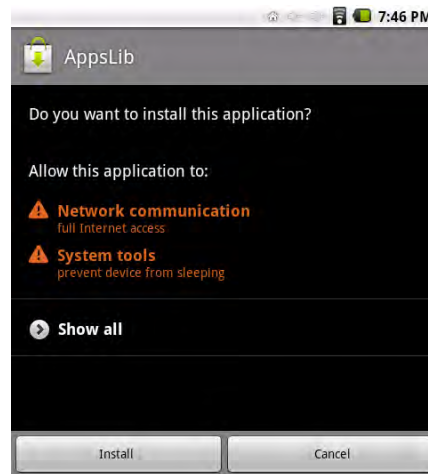 7:46 PM
AppsLib
Do you want to install this application?
Allow this application to:
Network communication
full Internet access
System tools
prevent device from sleeping
Show all
Install
Cancel